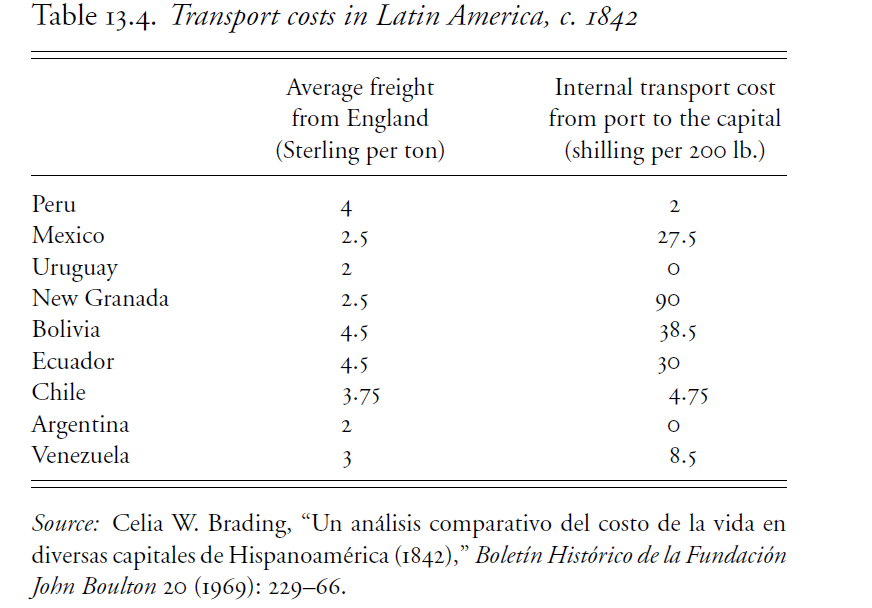 Table 13.4. Transport costs in Latin America, c. 1842
Average freight Internal transport cost
from England from port to the capital
(Sterling per ton) (shilling per 200 lb.)
Peru 4 2
Mexico 2.5 27.5
Uruguay 2 0
New Granada 2.5 90
Bolivia 4.5 38.5
Ecuador 4.5 30
Chile 3.75 4.75
Argentina 2 0
Venezuela 3 8.5
Source: Celia W. Brading, “Un análisis comparativo del costo de la vida en
diversas capitales de Hispanoamérica (1842),” Boletín Histórico de la Fundación
John Boulton 20 (1969): 229–66.